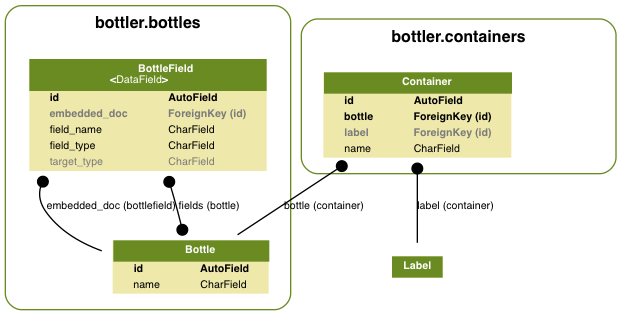 bottler.bottles
BottleField
<DataField>
id AutoField
embedded_doc ForeignKey (id)
field_name CharField
field_type CharField
target_type CharField
bottler.containers
Container
id AutoField
bottle ForeignKey (id)
label ForeignKey (id)
name CharField
embedded_doc (bottlefield) fields (bottle) bottle (container) label (container)
Bottle
id AutoField
name CharField
Label